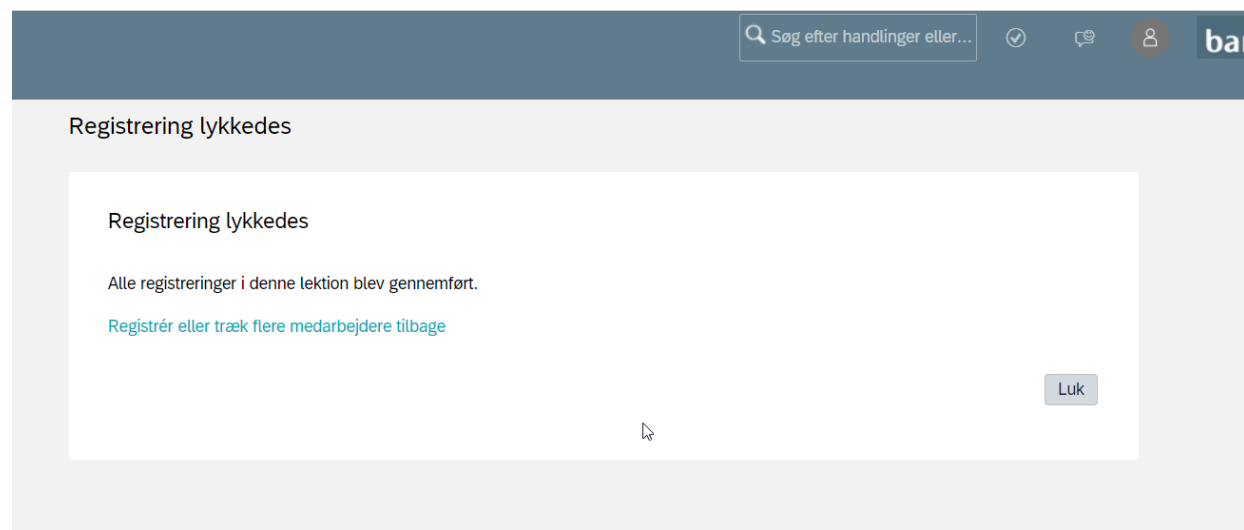 Søg efter handlinger eller...
Registrering lykkedes
Registrering lykkedes
Alle registreringer i denne lektion blev gennemført.
Registrér eller træk flere medarbejdere tilbage
Luk